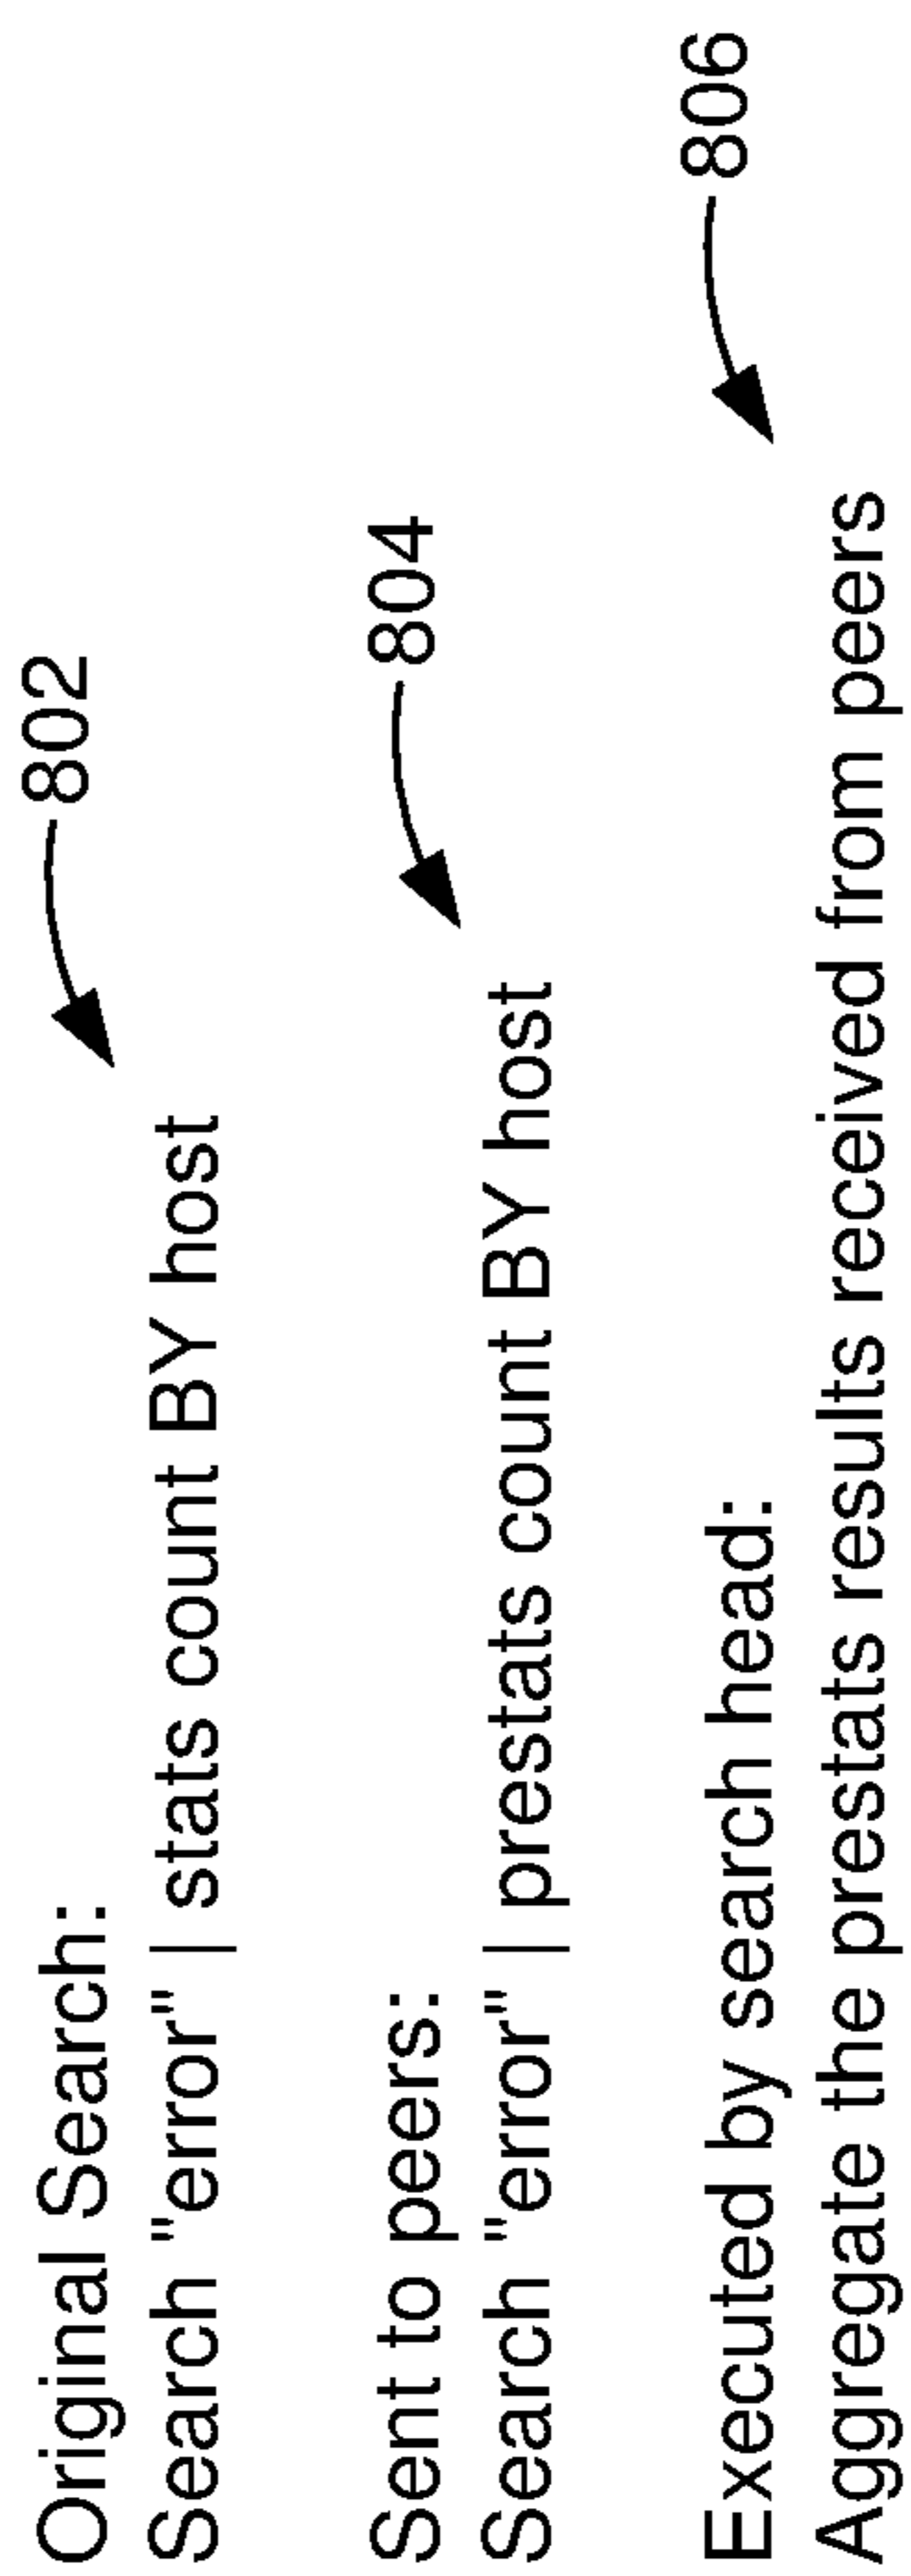 Original Search: 802
Search "error" | stats count BY host
Sent to peers: 804
Search "error" | prestats count BY host
Executed by search head: 806
Aggregate the prestats results received from peers